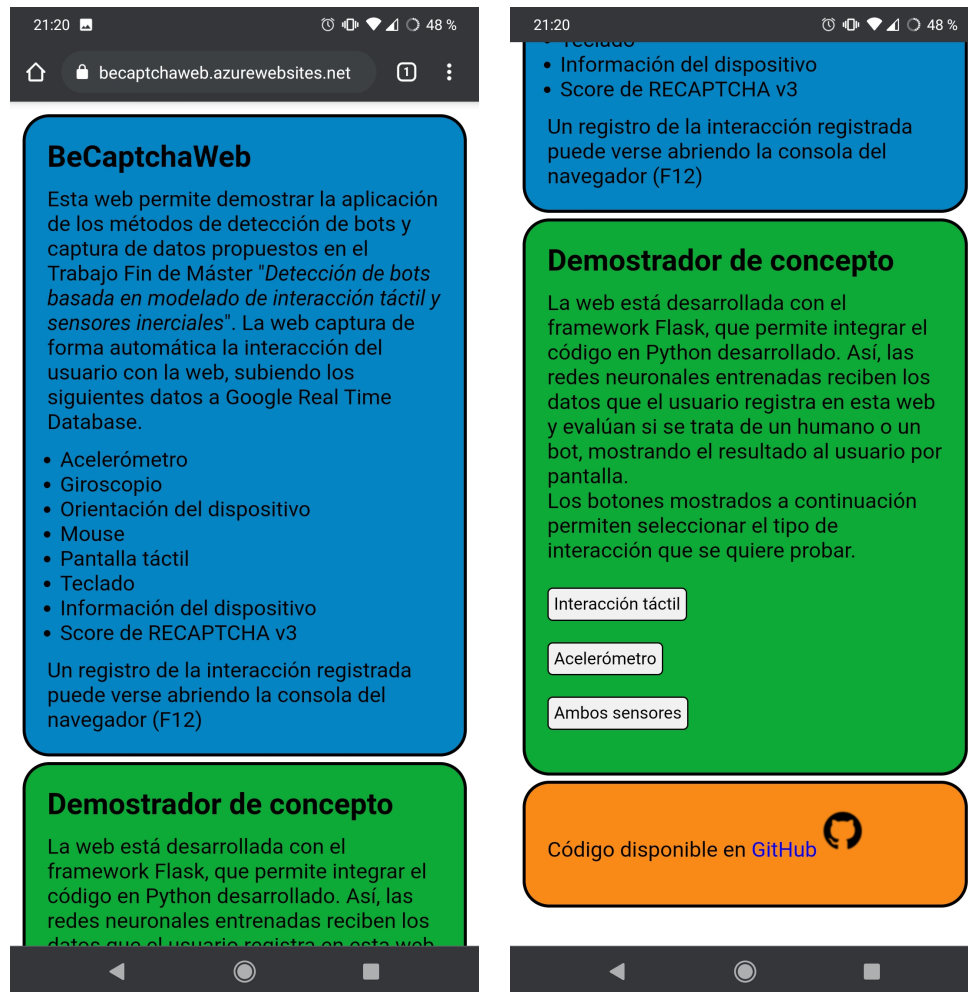 21:20
48 %
becaptchaweb.azurewebsites.net
1
BeCaptchaWeb
Esta web permite demostrar la aplicación
de los métodos de detección de bots y
captura de datos propuestos en el
Trabajo Fin de Máster "Detección de bots
basada en modelado de interacción táctil y
sensores inerciales". La web captura de
forma automática la interacción del
usuario con la web, subiendo los
siguientes datos a Google Real Time
Database.
• Acelerómetro
• Giroscopio
• Orientación del dispositivo
• Mouse
• Pantalla táctil
• Teclado
• Información del dispositivo
• Score de RECAPTCHA v3
Un registro de la interacción registrada
puede verse abriendo la consola del
navegador (F12)
Demostrador de concepto
La web está desarrollada con el
framework Flask, que permite integrar el
código en Python desarrollado. Así, las
redes neuronales entrenadas reciben los
datos que el usuario registra en esta web
21:20
48 %
• Teclado
• Información del dispositivo
• Score de RECAPTCHA v3
Un registro de la interacción registrada
puede verse abriendo la consola del
navegador (F12)
Demostrador de concepto
La web está desarrollada con el
framework Flask, que permite integrar el
código en Python desarrollado. Así, las
redes neuronales entrenadas reciben los
datos que el usuario registra en esta web
y evalúan si se trata de un humano o un
bot, mostrando el resultado al usuario por
pantalla.
Los botones mostrados a continuación
permiten seleccionar el tipo de
interacción que se quiere probar.
Interacción táctil
Acelerómetro
Ambos sensores
Código disponible en GitHub